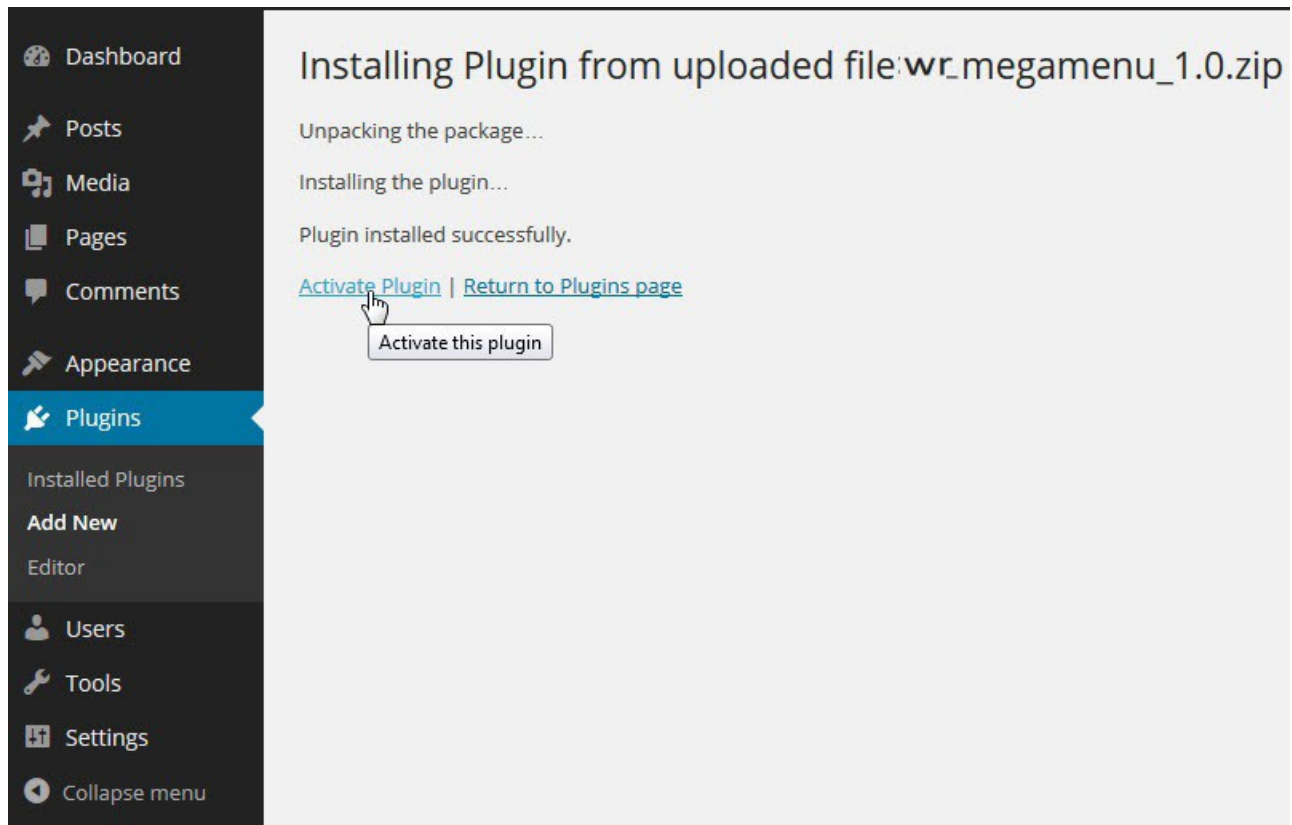 Dashboard
Posts
Media
Pages
Comments
Appearance
Plugins
Installed Plugins
Add New
Editor
Users
Tools
Settings
Collapse menu
Installing Plugin from uploaded file: wr_megamenu_1.0.zip
Unpacking the package…
Installing the plugin…
Plugin installed successfully.
Activate Plugin | Return to Plugins page
Activate this plugin